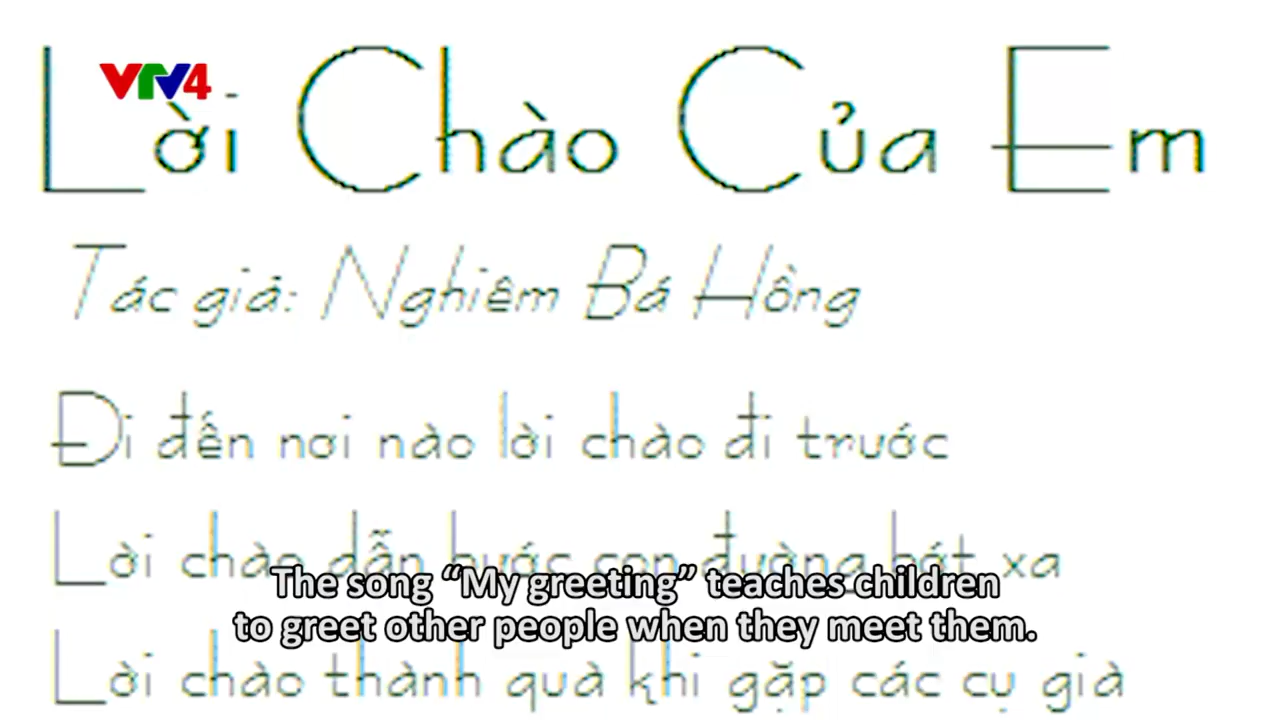 VTV4
Lời Chào Của Em
Tác giả: Nghiêm Bá Hồng
Đi đến nơi nào lời chào đi trước
Lời chào dẫn bước con đường bớt xa
The song “My greeting” teaches children
to greet other people when they meet them.
Lời chào thành quà khi gặp các cụ già